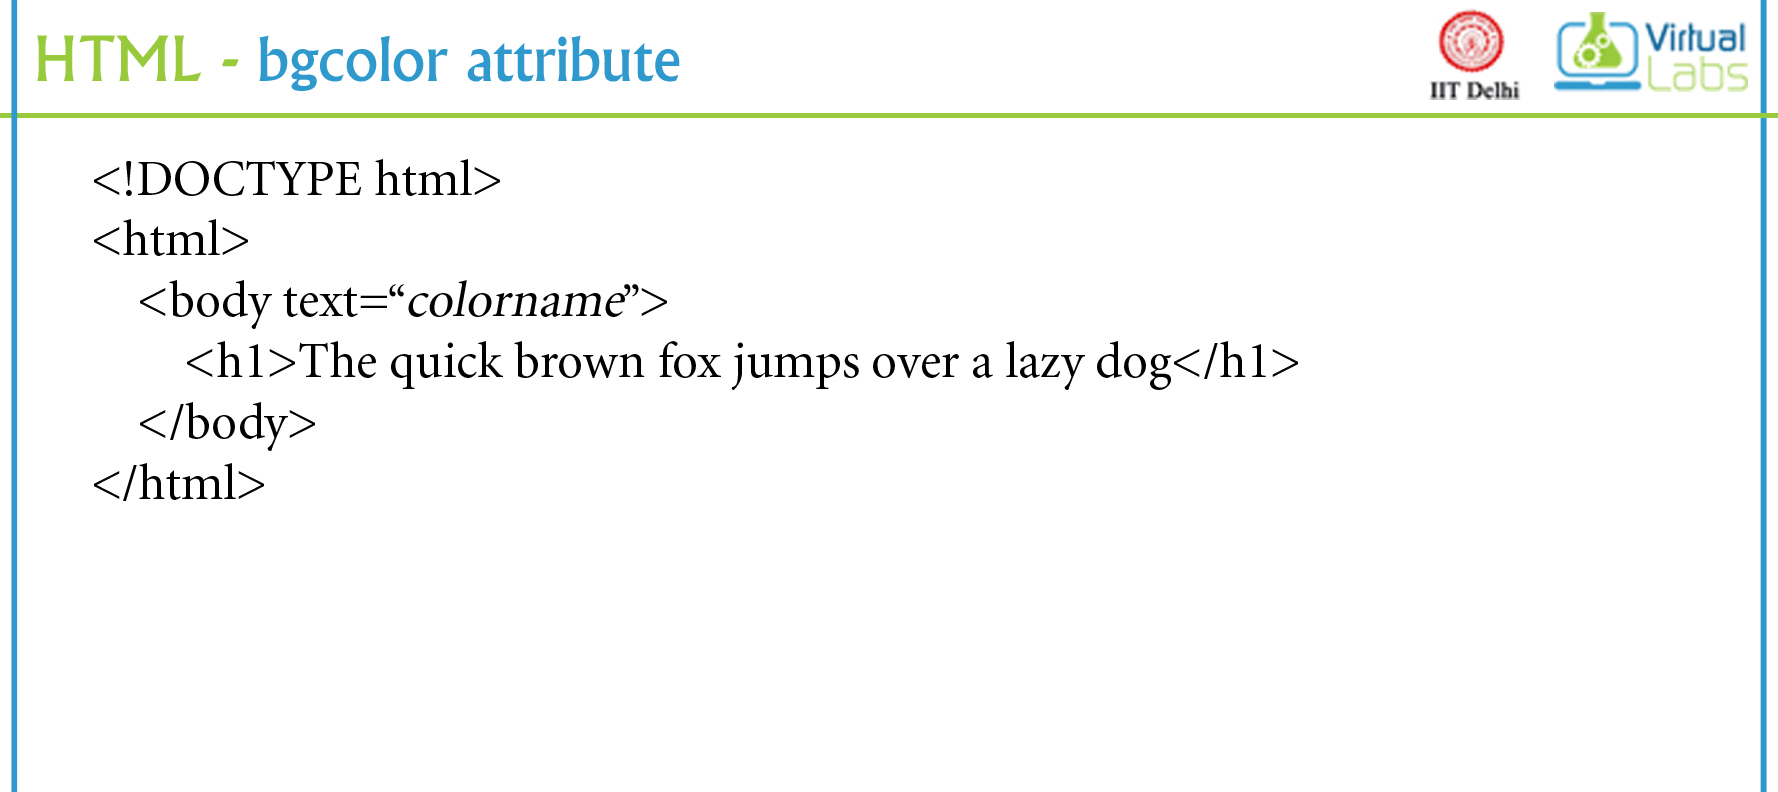 HTML - bgcolor attribute
IIT Delhi
Virtual
Labs
<!DOCTYPE html>
<html>
<body text=“colorname”>
<h1>The quick brown fox jumps over a lazy dog</h1>
</body>
</html>